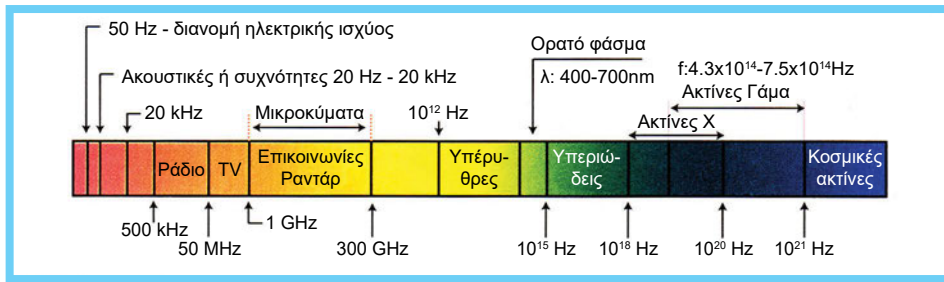 50 Hz - διανομή ηλεκτρικής ισχύος
Ορατό φάσμα
λ: 400-700nm
f:4.3x10¹⁴-7.5x10¹⁴Hz
Ακτίνες Γάμα
Ακουστικές ή συχνότητες 20 Hz - 20 kHz
20 kHz
Μικροκύματα
10¹² Hz
Ακτίνες Χ
Ράδιο
TV
Επικοινωνίες
Ραντάρ
Υπέρυ-
θρες
Υπεριώ-
δεις
Κοσμικές
ακτίνες
500 kHz
50 MHz
1 GHz
300 GHz
10¹⁵ Hz
10¹⁸ Hz
10²⁰ Hz
10²¹ Hz